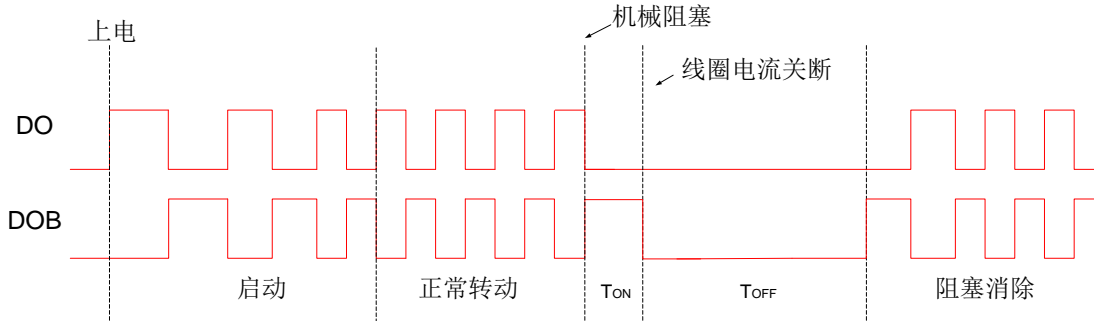 机械阻塞
上电
线圈电流关断
DO
DOB
启动
正常转动
TON
TOFF
阻塞消除